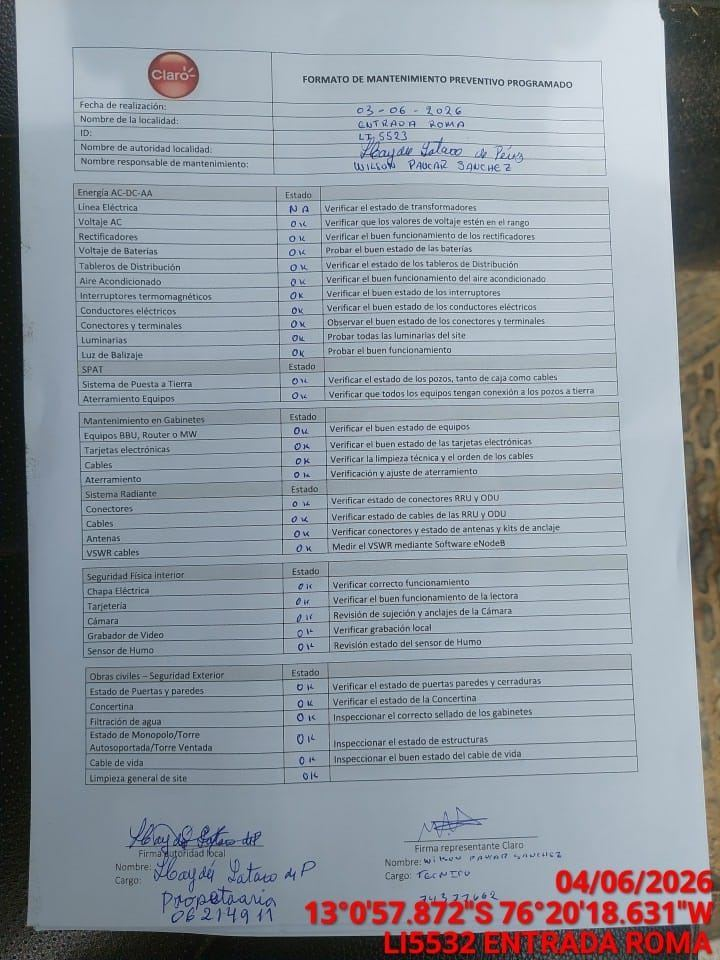 Claro
FORMATO DE MANTENIMIENTO PREVENTIVO PROGRAMADO
Fecha de realización: 03-06-2026
Nombre de la localidad: ENTRADA ROMA
ID: LI5523
Nombre de autoridad localidad: Haydeé Lataro de Pérez
Nombre responsable de mantenimiento: WILSON PAUCAR SANCHEZ
Energía AC-DC-AA Estado
Línea Eléctrica NA Verificar el estado de transformadores
Voltaje AC OK Verificar que los valores de voltaje estén en el rango
Rectificadores OK Verificar el buen funcionamiento de los rectificadores
Voltaje de Baterías OK Probar el buen estado de las baterías
Tableros de Distribución OK Verificar el estado de los tableros de Distribución
Aire Acondicionado OK Verificar el buen funcionamiento del aire acondicionado
Interruptores termomagnéticos OK Verificar el buen estado de los interruptores
Conductores eléctricos OK Verificar el buen estado de los conductores eléctricos
Conectores y terminales OK Observar el buen estado de los conectores y terminales
Luminarias OK Probar todas las luminarias del site
Luz de Balizaje OK Probar el buen funcionamiento
SPAT Estado
Sistema de Puesta a Tierra OK Verificar el estado de los pozos, tanto de caja como cables
Aterramiento Equipos OK Verificar que todos los equipos tengan conexión a los pozos a tierra
Mantenimiento en Gabinetes Estado
Equipos BBU, Router o MW OK Verificar el buen estado de equipos
Tarjetas electrónicas OK Verificar el buen estado de las tarjetas electrónicas
Cables OK Verificar la limpieza técnica y el orden de los cables
Aterramiento OK Verificación y ajuste de aterramiento
Sistema Radiante Estado
Conectores OK Verificar estado de conectores RRU y ODU
Cables OK Verificar estado de cables de las RRU y ODU
Antenas OK Verificar conectores y estado de antenas y kits de anclaje
VSWR cables OK Medir el VSWR mediante Software eNodeB
Seguridad Física interior Estado
Chapa Eléctrica OK Verificar correcto funcionamiento
Tarjetería OK Verificar el buen funcionamiento de la lectora
Cámara OK Revisión de sujeción y anclajes de la Cámara
Grabador de Video OK Verificar grabación local
Sensor de Humo OK Revisión estado del sensor de Humo
Obras civiles – Seguridad Exterior Estado
Estado de Puertas y paredes OK Verificar el estado de puertas paredes y cerraduras
Concertina OK Verificar el estado de la Concertina
Filtración de agua OK Inspeccionar el correcto sellado de los gabinetes
Estado de Monopolo/Torre
Autosoportada/Torre Ventada OK Inspeccionar el estado de estructuras
Cable de vida OK Inspeccionar el buen estado del cable de vida
Limpieza general de site OK
Firma autoridad local
Nombre: Haydeé Lataro de P
Cargo: Propetaaria
06214911
Firma representante Claro
Nombre: WILSON PAUCAR SANCHEZ
Cargo: TECNICO
04/06/2026
13°0'57.872"S 76°20'18.631"W
LI5532 ENTRADA ROMA